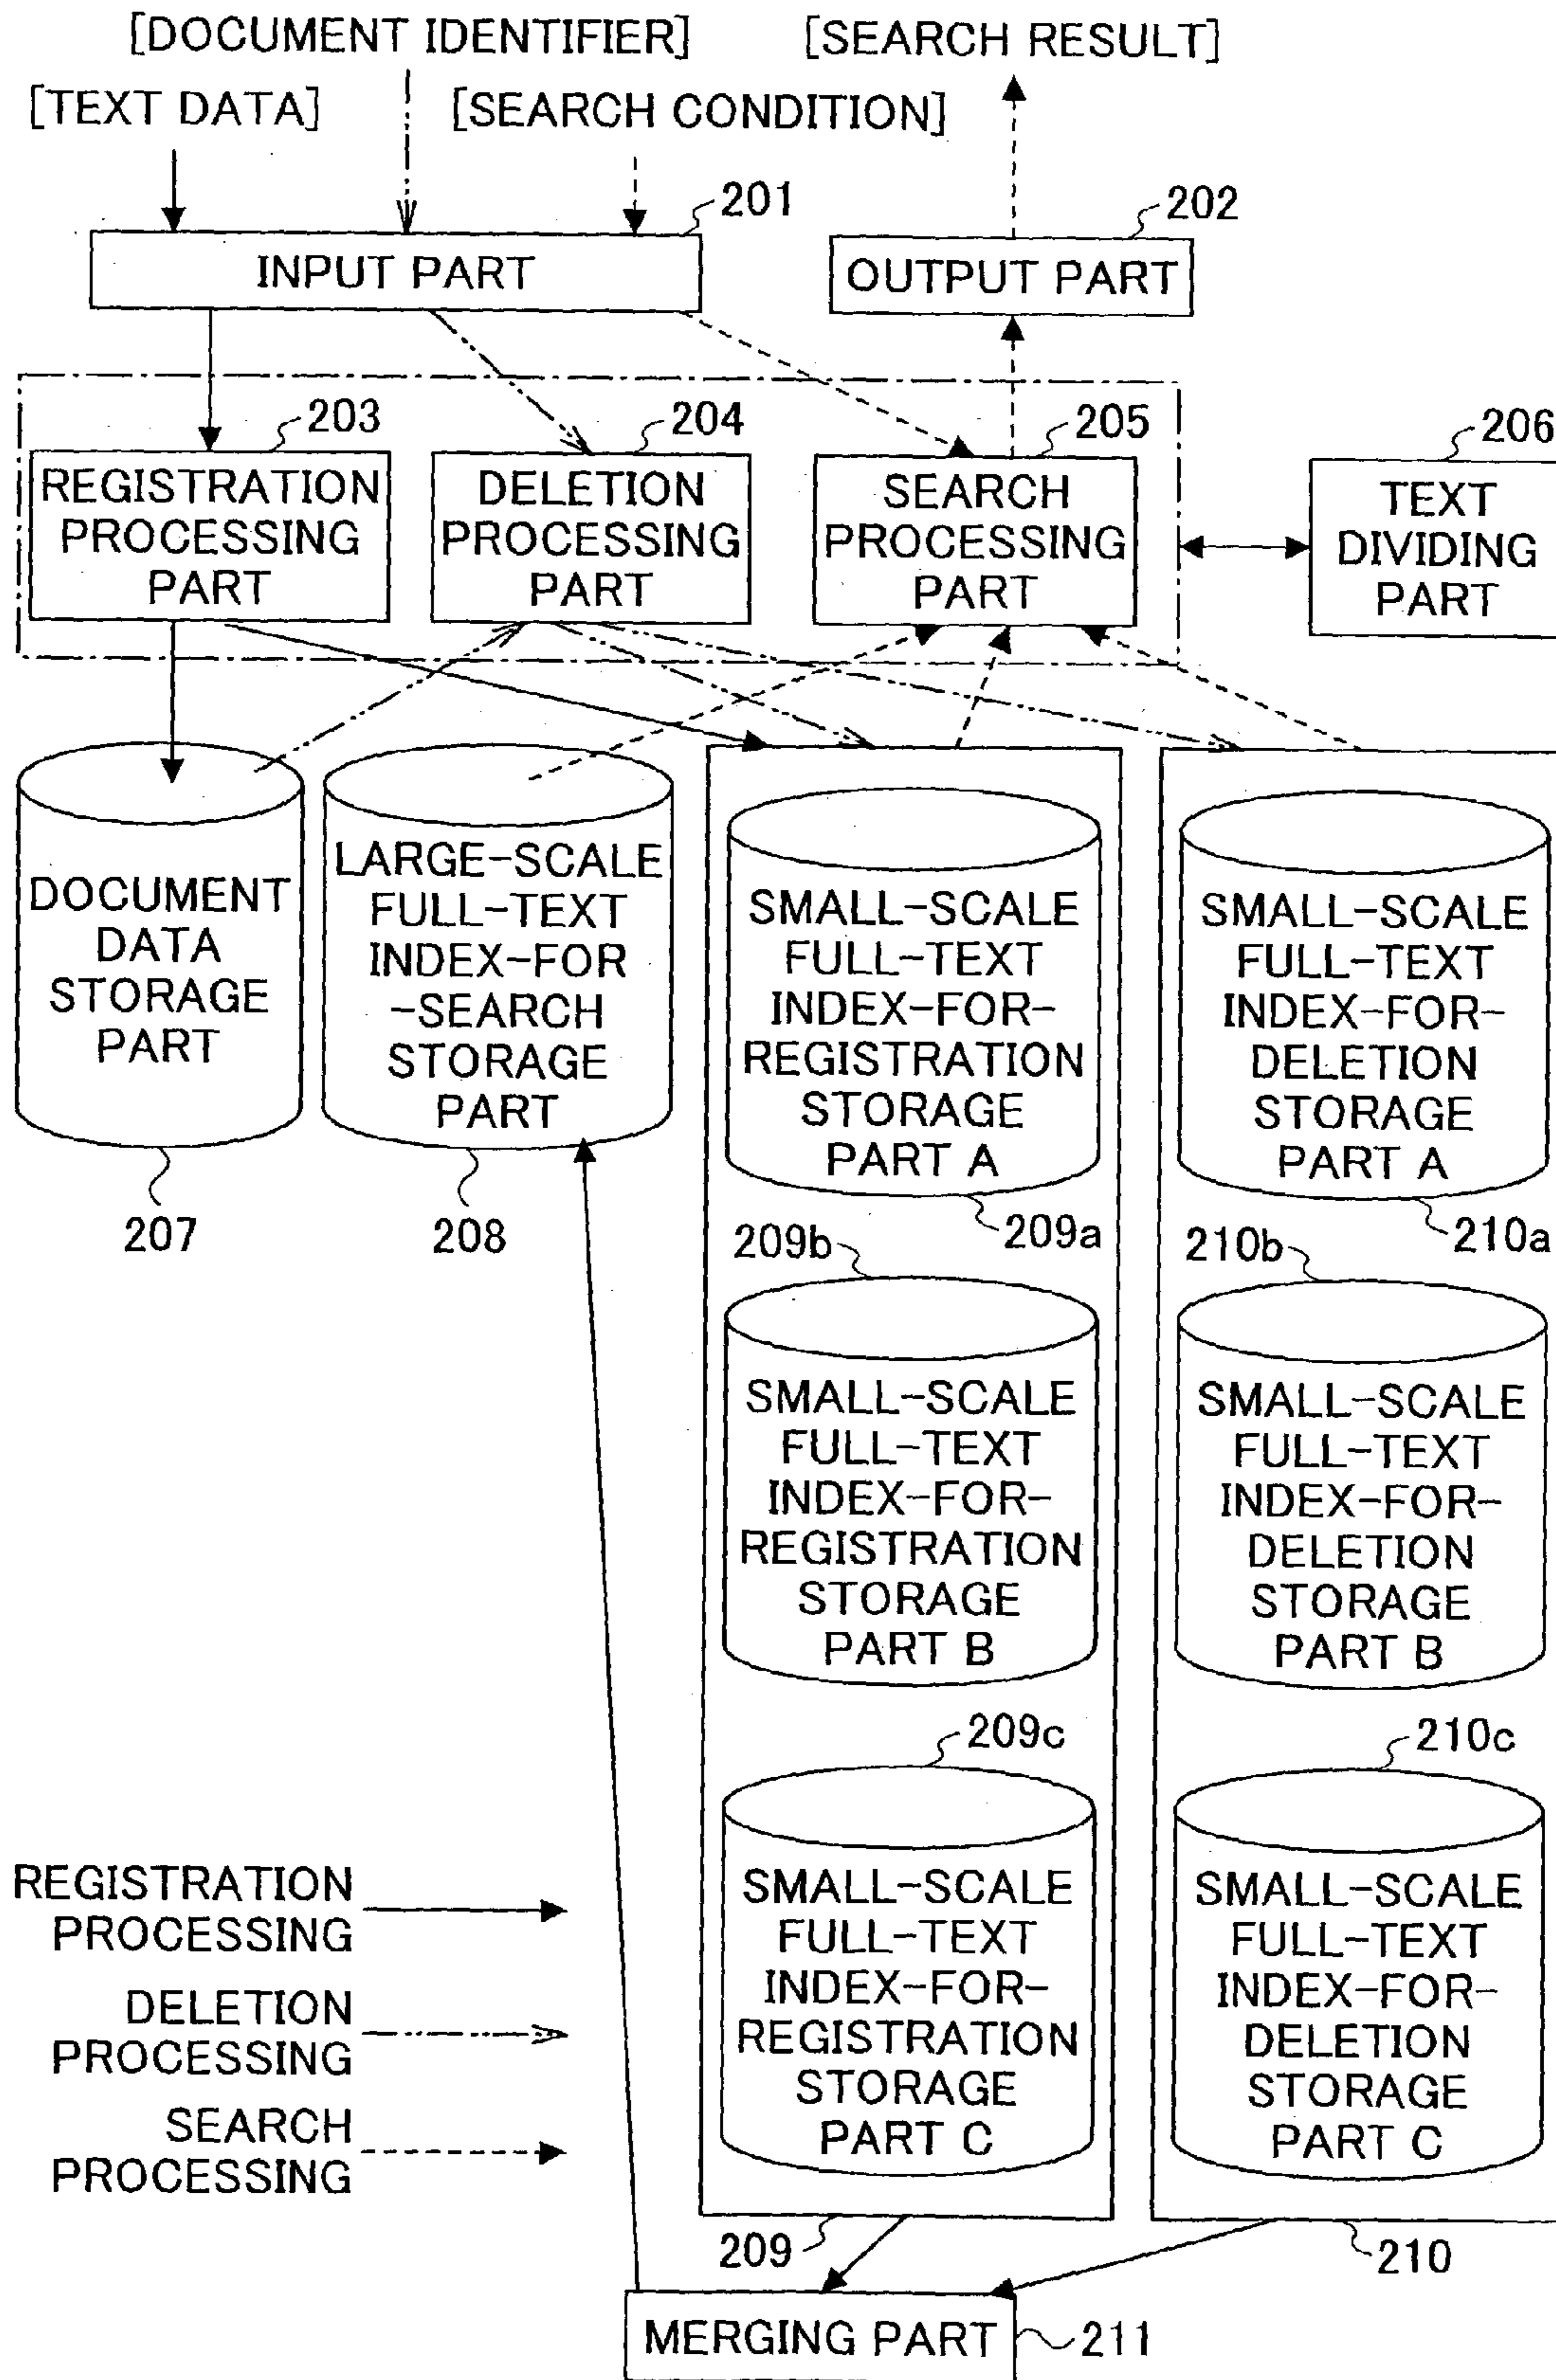 [DOCUMENT IDENTIFIER]
[SEARCH RESULT]
[TEXT DATA]
[SEARCH CONDITION]
201
202
INPUT PART
OUTPUT PART
203
204
205
206
REGISTRATION
PROCESSING
PART
DELETION
PROCESSING
PART
SEARCH
PROCESSING
PART
TEXT
DIVIDING
PART
DOCUMENT
DATA
STORAGE
PART
207
LARGE-SCALE
FULL-TEXT
INDEX-FOR
-SEARCH
STORAGE
PART
208
SMALL-SCALE
FULL-TEXT
INDEX-FOR-
REGISTRATION
STORAGE
PART A
209a
SMALL-SCALE
FULL-TEXT
INDEX-FOR-
DELETION
STORAGE
PART A
210a
209b
SMALL-SCALE
FULL-TEXT
INDEX-FOR-
REGISTRATION
STORAGE
PART B
210b
SMALL-SCALE
FULL-TEXT
INDEX-FOR-
DELETION
STORAGE
PART B
209c
SMALL-SCALE
FULL-TEXT
INDEX-FOR-
REGISTRATION
STORAGE
PART C
210c
SMALL-SCALE
FULL-TEXT
INDEX-FOR-
DELETION
STORAGE
PART C
REGISTRATION
PROCESSING
DELETION
PROCESSING
SEARCH
PROCESSING
209
210
MERGING PART
211